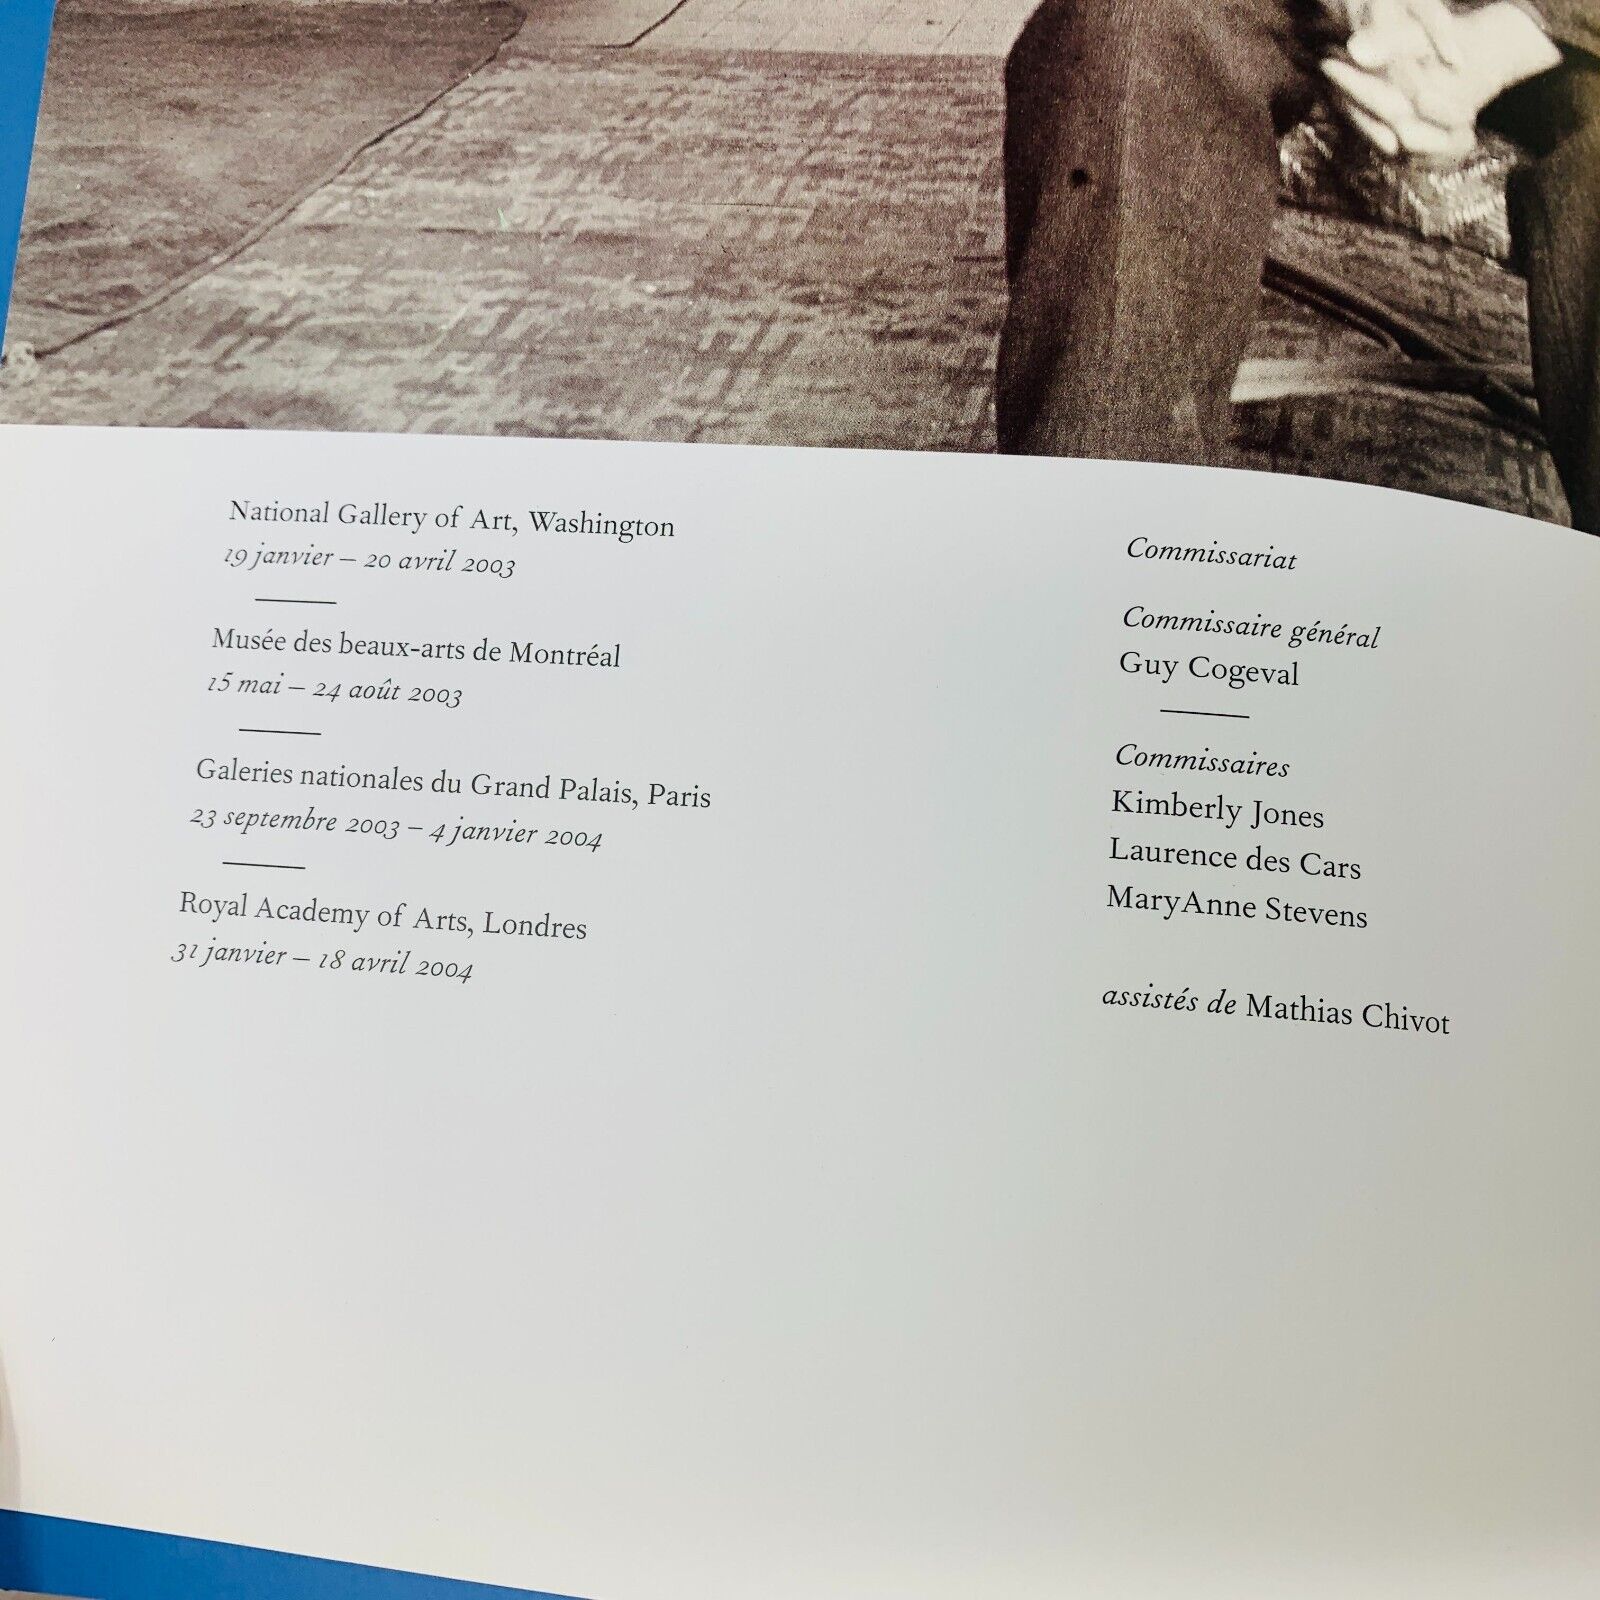 National Gallery of Art, Washington
19 janvier – 20 avril 2003
Musée des beaux-arts de Montréal
15 mai – 24 août 2003
Galeries nationales du Grand Palais, Paris
23 septembre 2003 – 4 janvier 2004
Royal Academy of Arts, Londres
31 janvier – 18 avril 2004
Commissariat
Commissaire général
Guy Cogeval
Commissaires
Kimberly Jones
Laurence des Cars
MaryAnne Stevens
assistés de Mathias Chivot